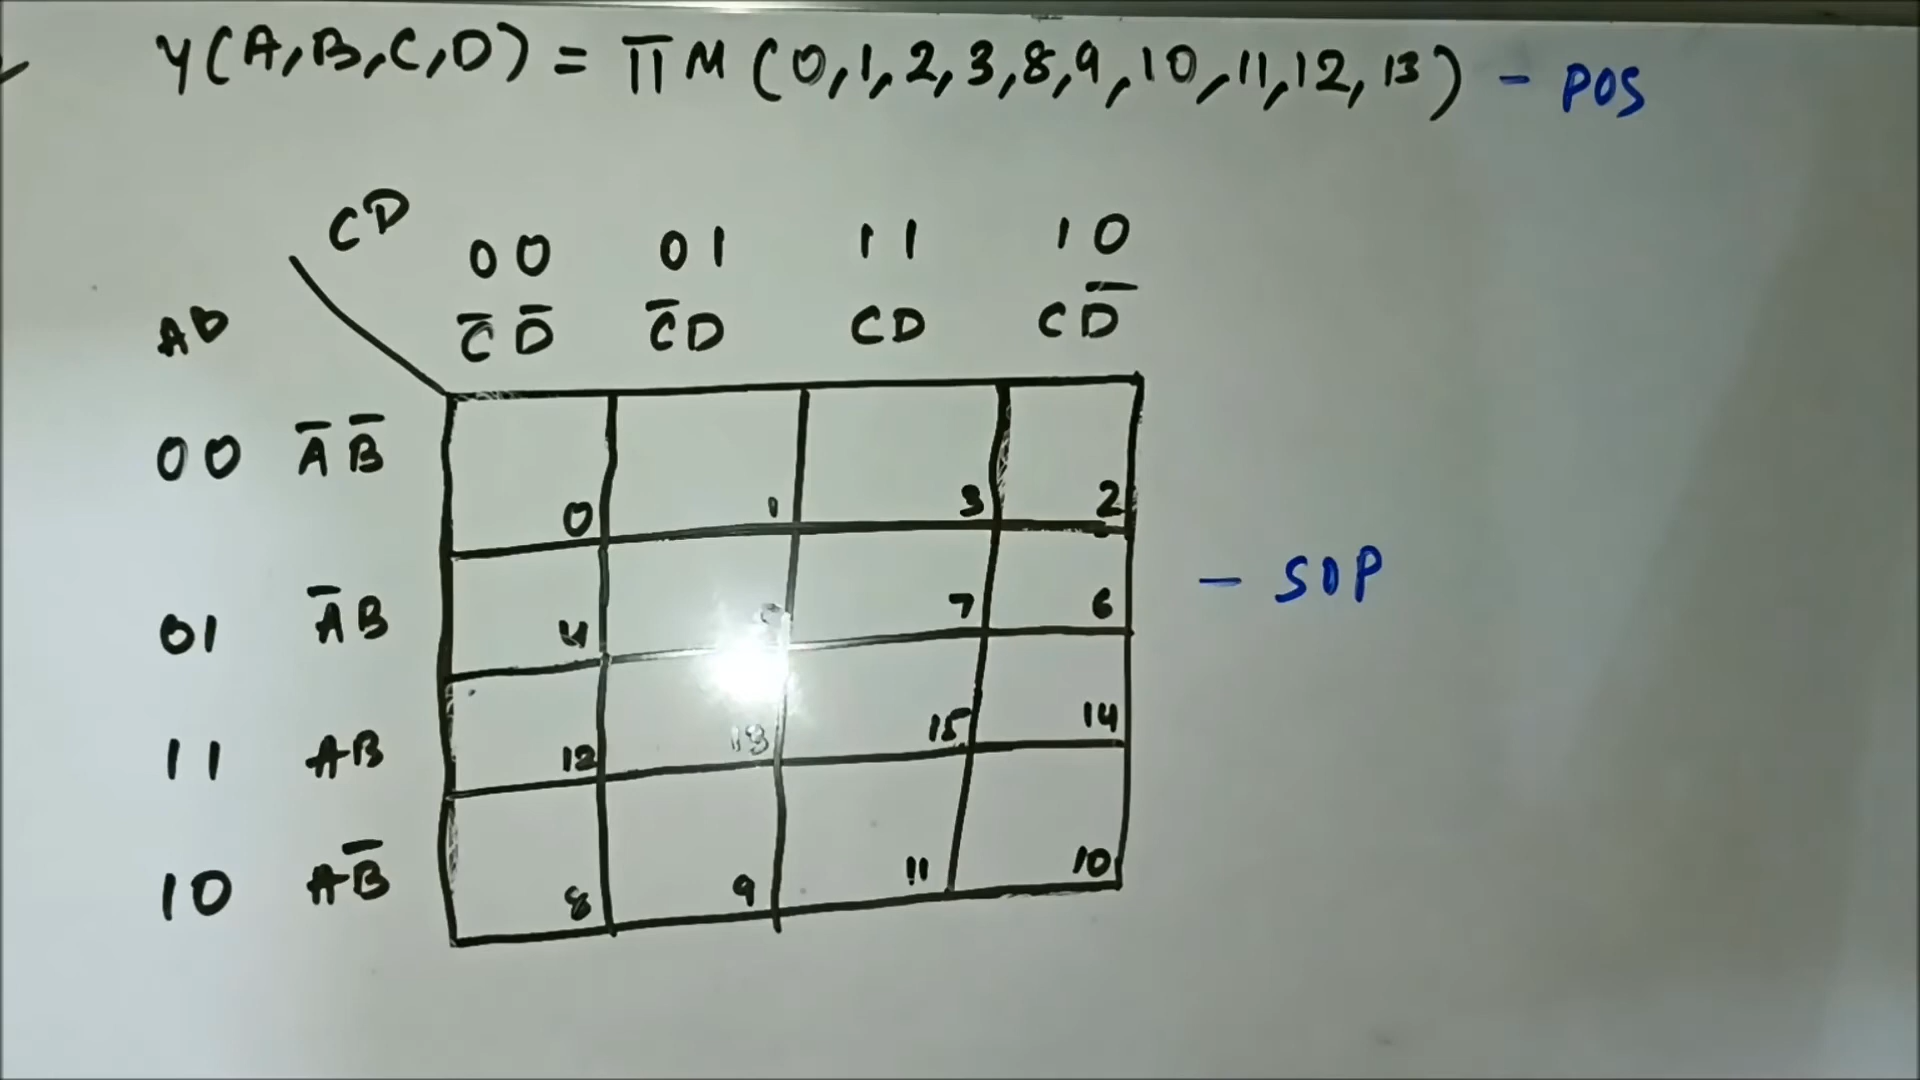 Y(A,B,C,D) = ΠM(0,1,2,3,8,9,10,11,12,13) - POS
CD
00 01 11 10
C̅D̅ C̅D CD CD̅
AB
00 A̅B̅ 0 1 3 2
01 A̅B 4 7 6
- SOP
11 AB 12 13 15 14
10 AB̅ 8 9 11 10